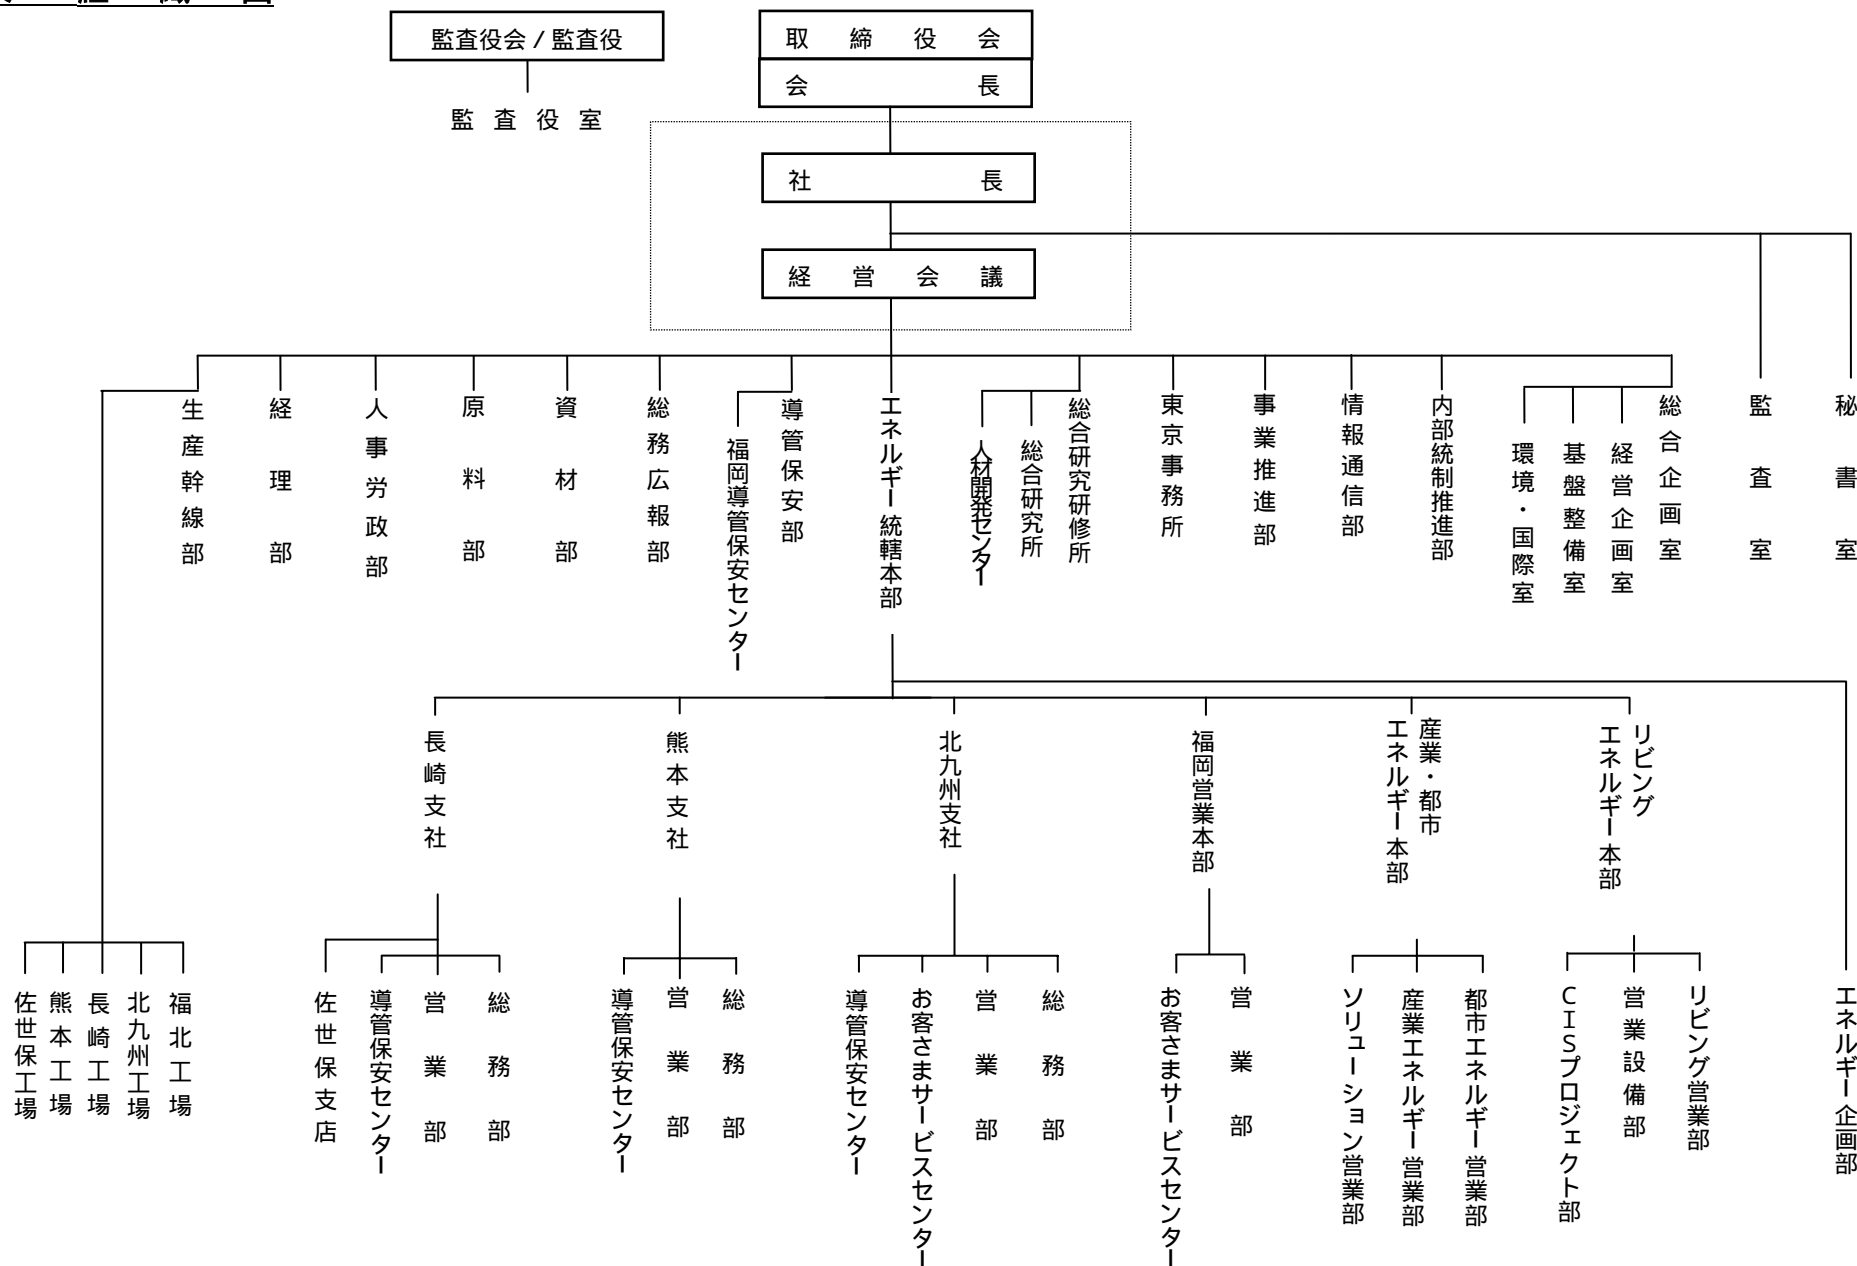 組 織 図
監査役会 / 監査役
監 査 役 室
取 締 役 会
会 長
社 長
経 営 会 議
秘書室
監査室
総合企画室
経営企画室
基盤整備室
環境・国際室
内部統制推進部
情報通信部
事業推進部
東京事務所
総合研究研修所
総合研究所
人材開発センター
エネルギー統轄本部
導管保安部
福岡導管保安センター
総務広報部
資材部
原料部
人事労政部
経理部
生産幹線部
リビング
エネルギー本部
産業・都市
エネルギー本部
福岡営業本部
北九州支社
熊本支社
長崎支社
エネルギー企画部
リビング営業部
営業設備部
CISプロジェクト部
都市エネルギー営業部
産業エネルギー営業部
ソリューション営業部
営業部
お客さまサービスセンター
総務部
営業部
お客さまサービスセンター
導管保安センター
総務部
営業部
導管保安センター
総務部
営業部
導管保安センター
佐世保支店
福北工場
北九州工場
長崎工場
熊本工場
佐世保工場